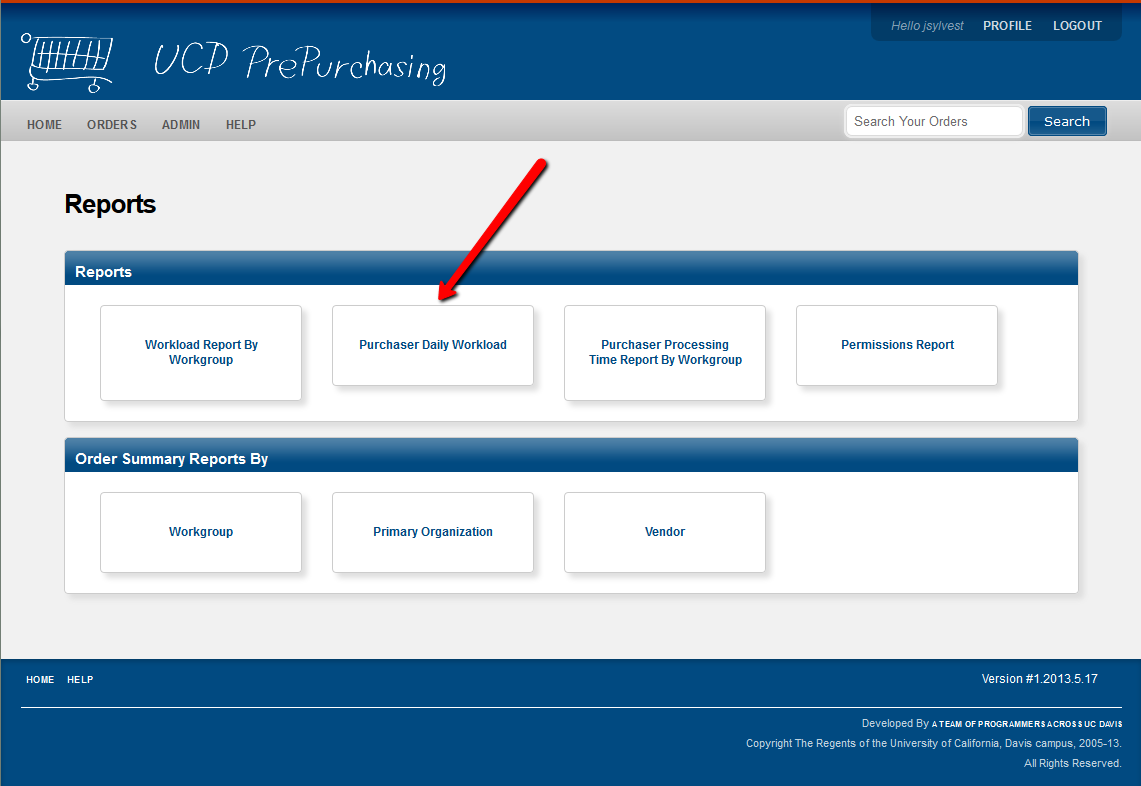 Hello jsylvest PROFILE LOGOUT
UCD PrePurchasing
HOME ORDERS ADMIN HELP
Search Your Orders Search
Reports
Reports
Workload Report By
Workgroup
Purchaser Daily Workload
Purchaser Processing
Time Report By Workgroup
Permissions Report
Order Summary Reports By
Workgroup
Primary Organization
Vendor
HOME HELP
Version #1.2013.5.17
Developed By A TEAM OF PROGRAMMERS ACROSS UC DAVIS
Copyright The Regents of the University of California, Davis campus, 2005-13.
All Rights Reserved.